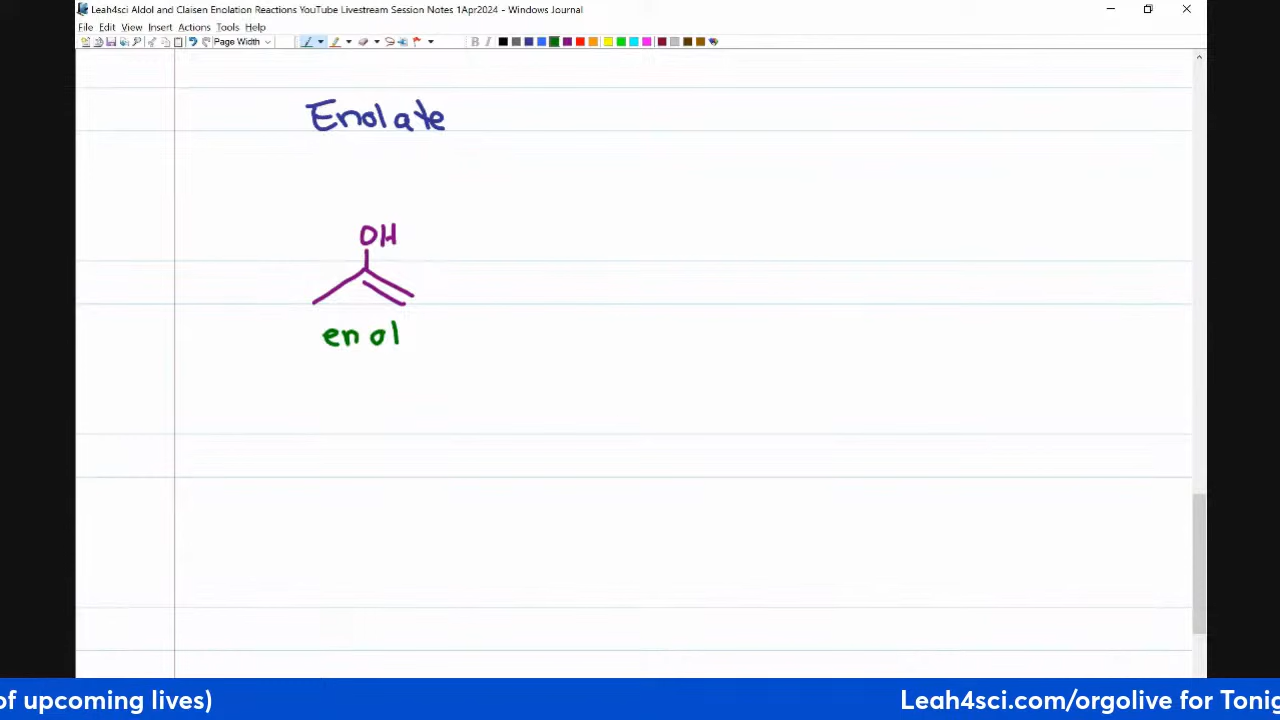 Leah4sci Aldol and Claisen Enolation Reactions YouTube Livestream Session Notes 1Apr2024 - Windows Journal
File Edit View Insert Actions Tools Help
Page Width B I
Enolate
OH
enol
of upcoming lives) Leah4sci.com/orgolive for Tonig